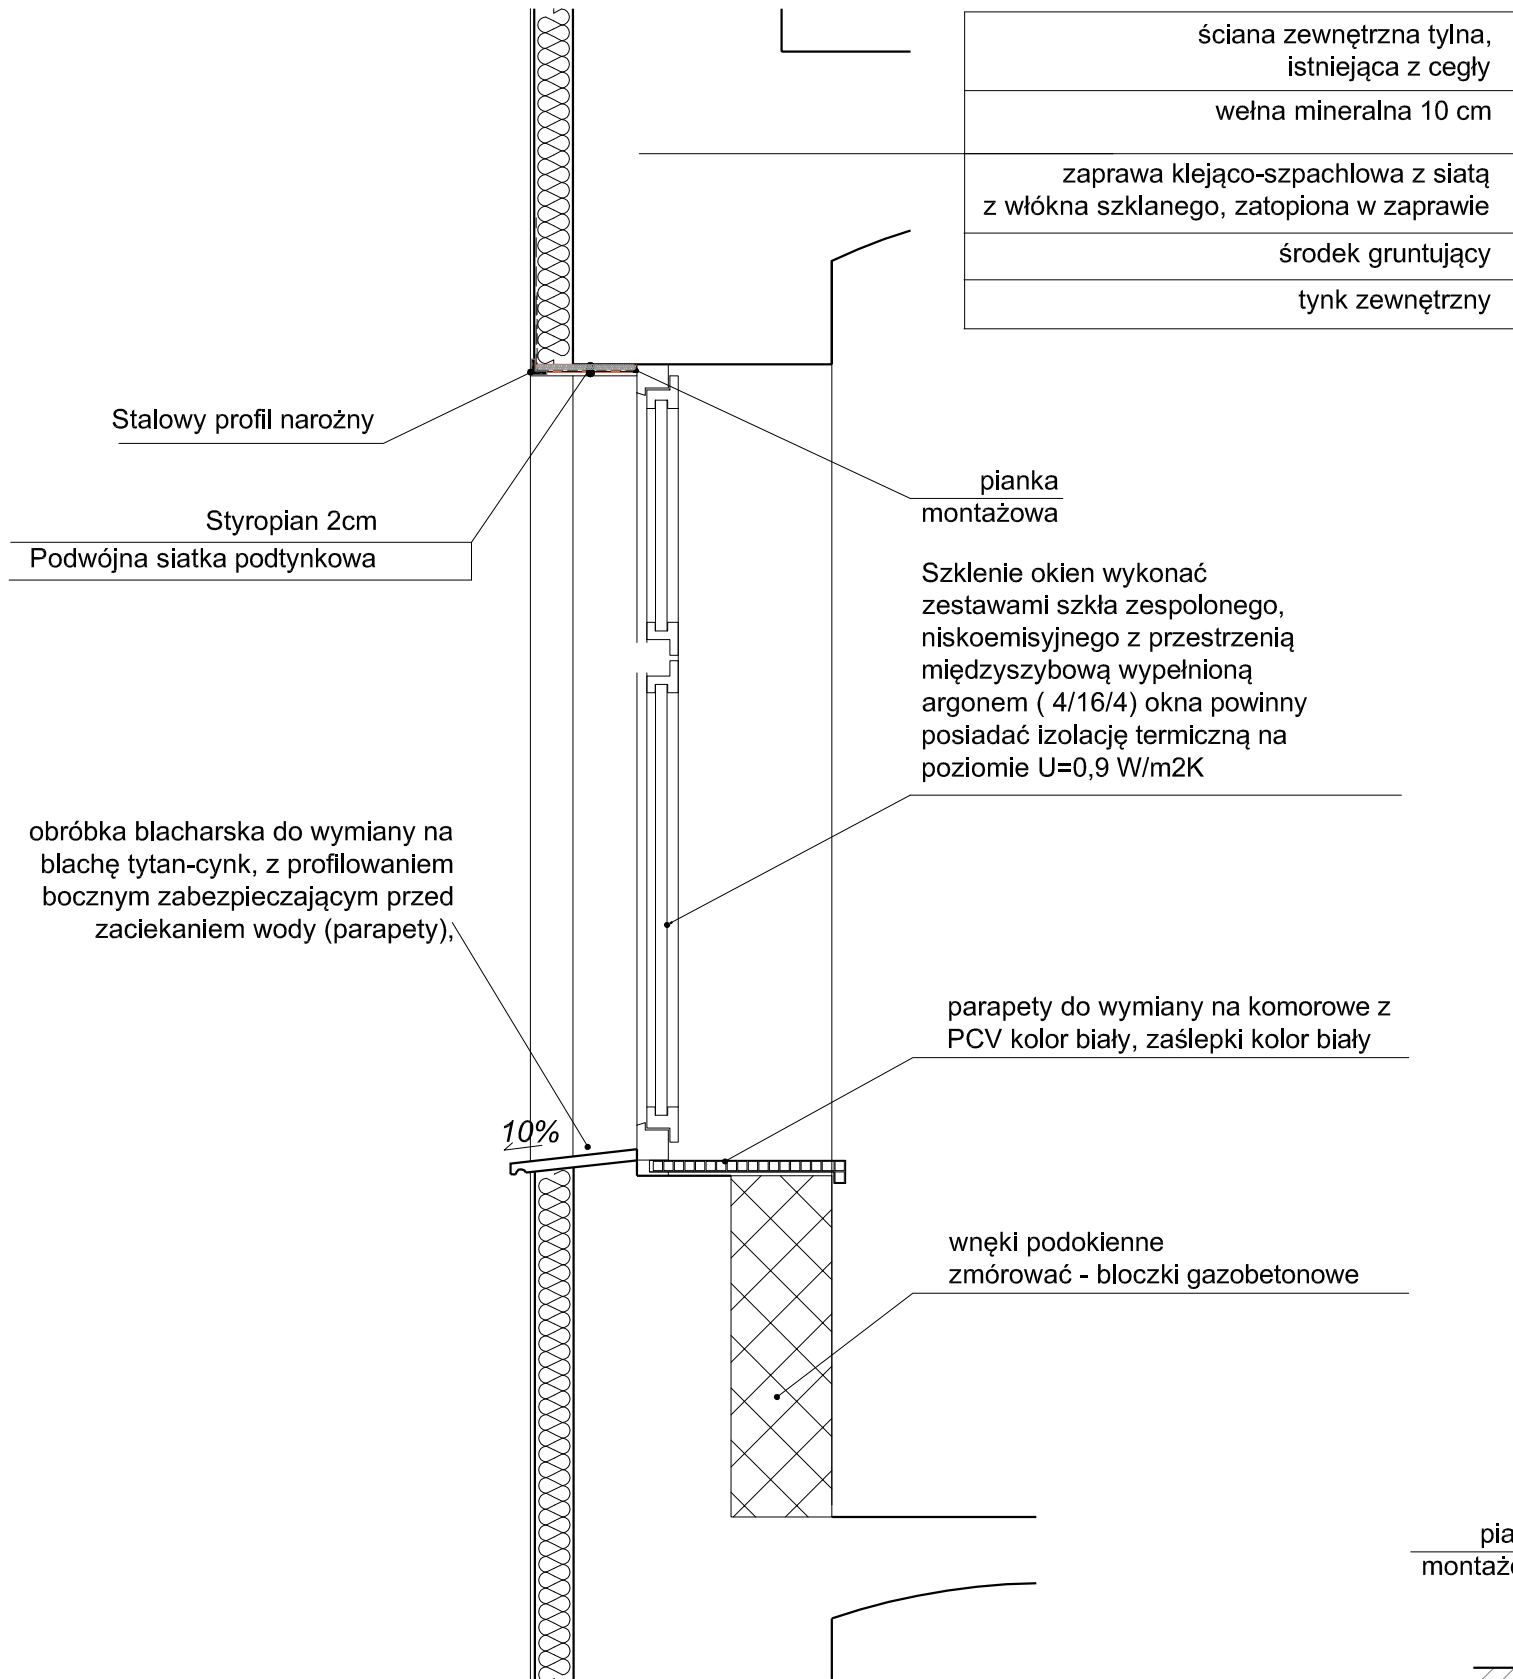 ściana zewnętrzna tylna,
istniejąca z cegły
wełna mineralna 10 cm
zaprawa klejąco-szpachlowa z siatą
z włókna szklanego, zatopiona w zaprawie
środek gruntujący
tynk zewnętrzny
Stalowy profil narożny
Styropian 2cm
Podwójna siatka podtynkowa
pianka
montażowa
Szklenie okien wykonać
zestawami szkła zespolonego,
niskoemisyjnego z przestrzenią
międzyszybową wypełnioną
argonem ( 4/16/4) okna powinny
posiadać izolację termiczną na
poziomie U=0,9 W/m2K
obróbka blacharska do wymiany na
blachę tytan-cynk, z profilowaniem
bocznym zabezpieczającym przed
zaciekaniem wody (parapety),
parapety do wymiany na komorowe z
PCV kolor biały, zaślepki kolor biały
10%
wnęki podokienne
zmórować - bloczki gazobetonowe